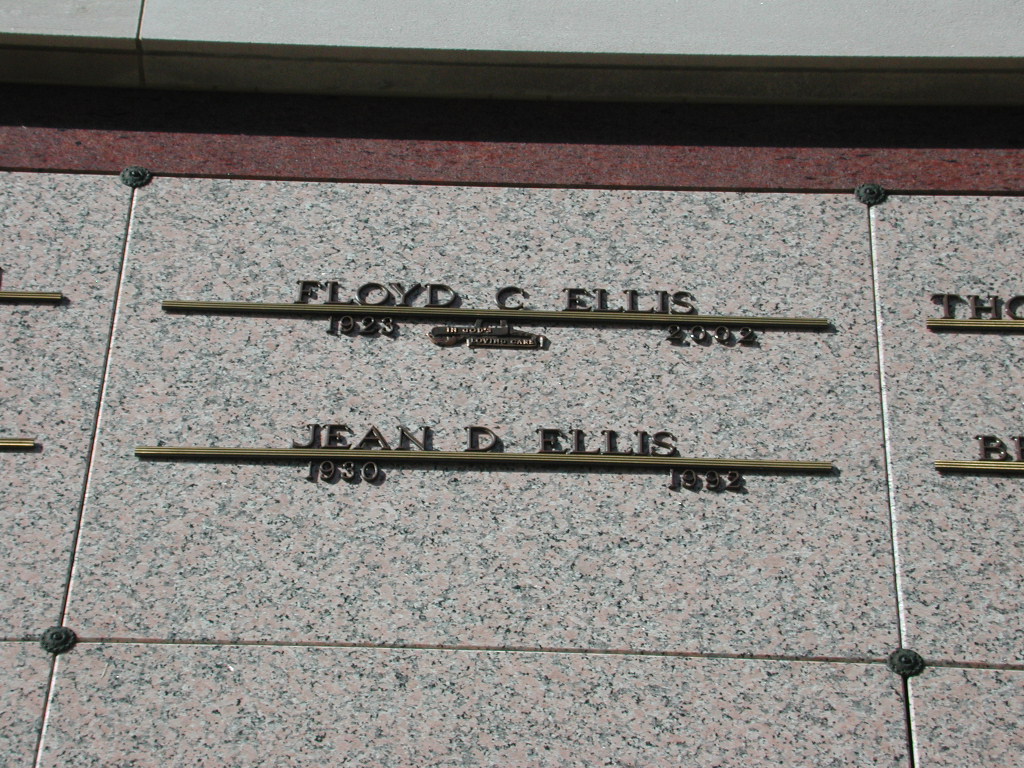 FLOYD C ELLIS
1923 2002
IN GOD'S
LOVING CARE
JEAN D ELLIS
1930 1992